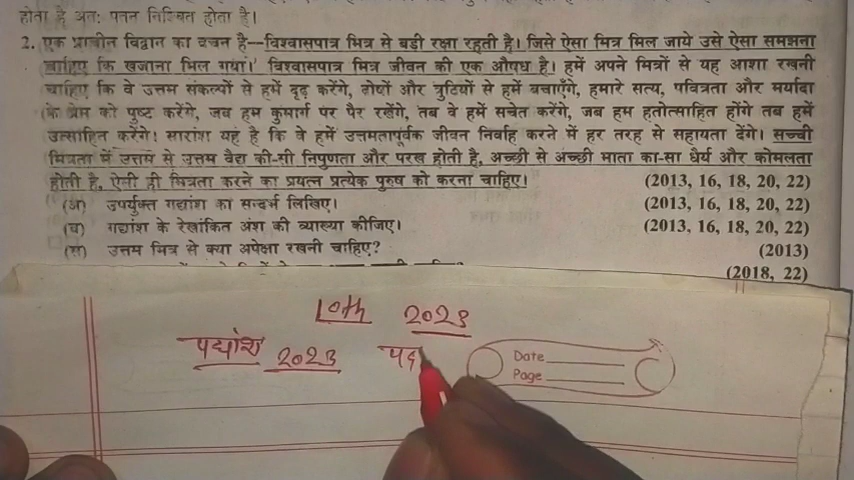 होता है अतः पतन निश्चित होता है।
2. एक प्राचीन विद्वान का वचन है—विश्वासपात्र मित्र से बड़ी रक्षा रहती है। जिसे ऐसा मित्र मिल जाये उसे ऐसा समझना
चाहिए कि खजाना मिल गया।' विश्वासपात्र मित्र जीवन की एक औषध है। हमें अपने मित्रों से यह आशा रखनी
चाहिए कि वे उत्तम संकल्पों से हमें दृढ़ करेंगे, दोषों और त्रुटियों से हमें बचाएँगे, हमारे सत्य, पवित्रता और मर्यादा
के प्रेम को पुष्ट करेंगे, जब हम कुमार्ग पर पैर रखेंगे, तब वे हमें सचेत करेंगे, जब हम हतोत्साहित होंगे तब हमें
उत्साहित करेंगे। सारांश यह है कि वे हमें उत्तमतापूर्वक जीवन निर्वाह करने में हर तरह से सहायता देंगे। सच्ची
मित्रता में उत्तम से उत्तम वैद्य की-सी निपुणता और परख होती है, अच्छी से अच्छी माता का-सा धैर्य और कोमलता
होती है, ऐसी ही मित्रता करने का प्रयत्न प्रत्येक पुरुष को करना चाहिए। (2013, 16, 18, 20, 22)
(अ) उपर्युक्त गद्यांश का सन्दर्भ लिखिए। (2013, 16, 18, 20, 22)
(ब) गद्यांश के रेखांकित अंश की व्याख्या कीजिए। (2013, 16, 18, 20, 22)
(स) उत्तम मित्र से क्या अपेक्षा रखनी चाहिए? (2013)
(2018, 22)
10th 2023
पद्यांश 2023 पद
Date
Page